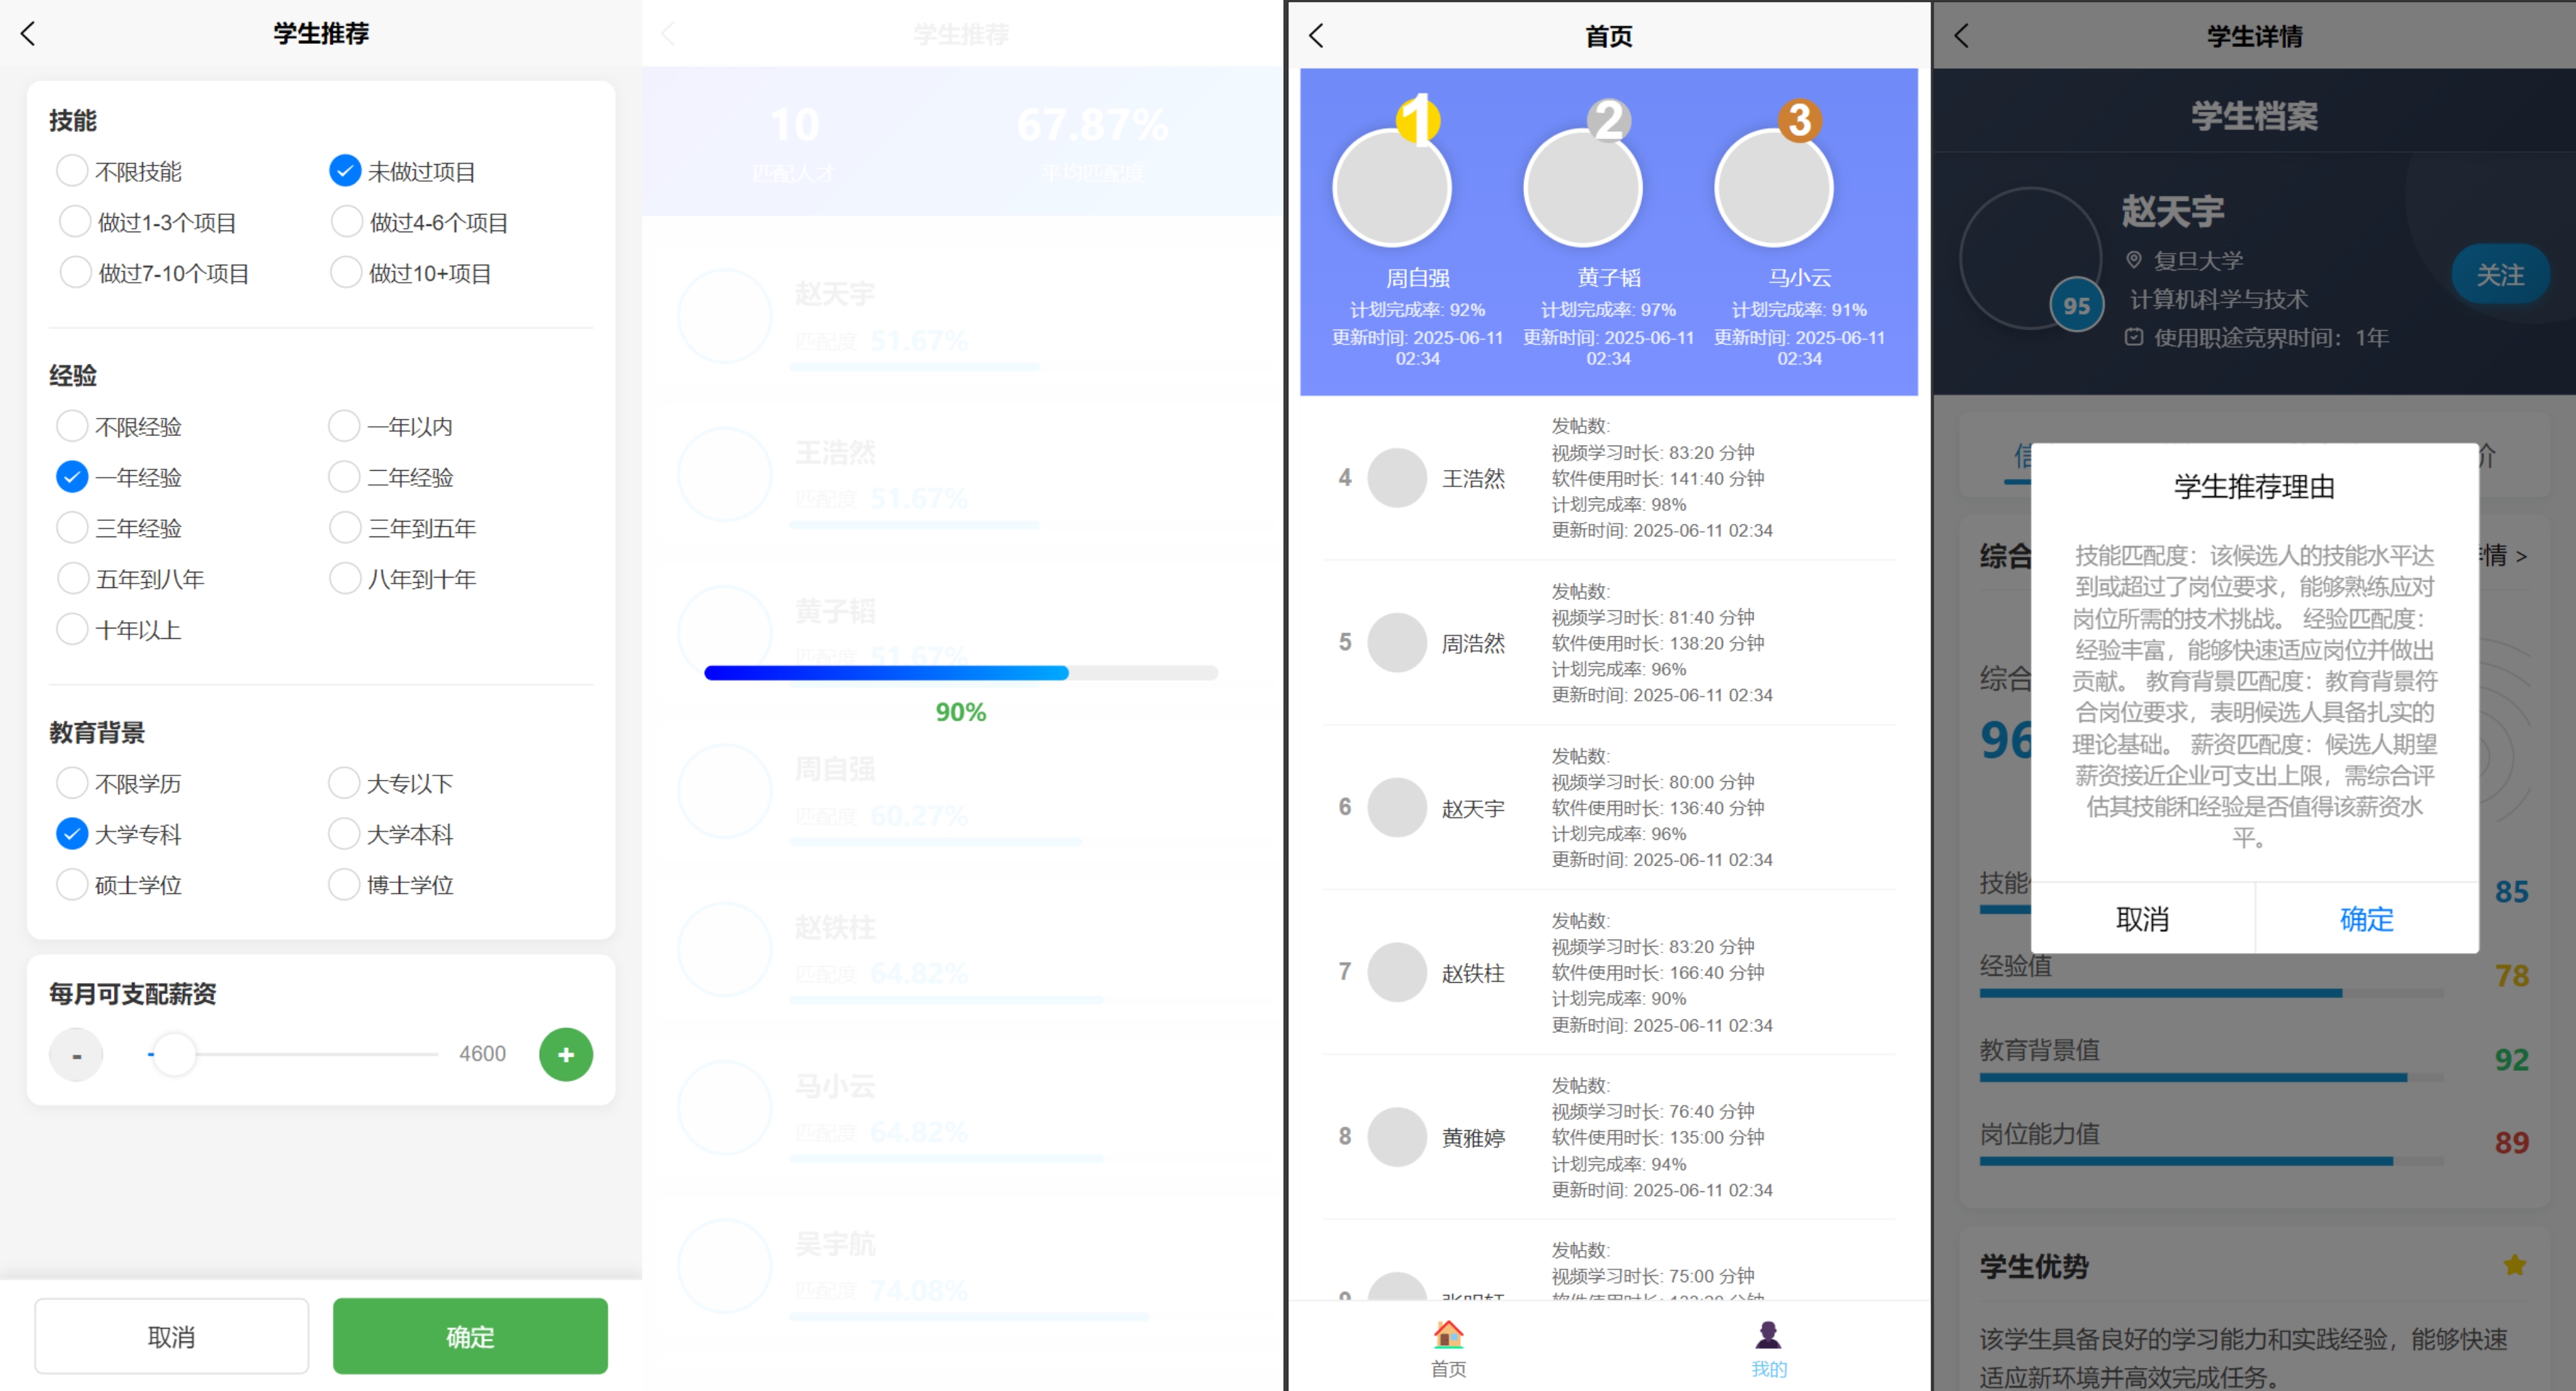 学生推荐
技能
不限技能
未做过项目
做过1-3个项目
做过4-6个项目
做过7-10个项目
做过10+项目
经验
不限经验
一年以内
一年经验
二年经验
三年经验
三年到五年
五年到八年
八年到十年
十年以上
教育背景
不限学历
大专以下
大学专科
大学本科
硕士学位
博士学位
每月可支配薪资
-
4600
+
取消
确定
学生推荐
10
67.87%
匹配人才
平均匹配度
赵天宇
匹配度 51.67%
王浩然
匹配度 51.67%
黄子韬
匹配度 51.67%
90%
周自强
匹配度 60.27%
赵铁柱
匹配度 64.82%
马小云
匹配度 64.82%
吴宇航
匹配度 74.08%
首页
1
2
3
周自强
计划完成率: 92%
更新时间: 2025-06-11
02:34
黄子韬
计划完成率: 97%
更新时间: 2025-06-11
02:34
马小云
计划完成率: 91%
更新时间: 2025-06-11
02:34
4
王浩然
发帖数:
视频学习时长: 83:20 分钟
软件使用时长: 141:40 分钟
计划完成率: 98%
更新时间: 2025-06-11 02:34
5
周浩然
发帖数:
视频学习时长: 81:40 分钟
软件使用时长: 138:20 分钟
计划完成率: 96%
更新时间: 2025-06-11 02:34
6
赵天宇
发帖数:
视频学习时长: 80:00 分钟
软件使用时长: 136:40 分钟
计划完成率: 96%
更新时间: 2025-06-11 02:34
7
赵铁柱
发帖数:
视频学习时长: 83:20 分钟
软件使用时长: 166:40 分钟
计划完成率: 90%
更新时间: 2025-06-11 02:34
8
黄雅婷
发帖数:
视频学习时长: 76:40 分钟
软件使用时长: 135:00 分钟
计划完成率: 94%
更新时间: 2025-06-11 02:34
发帖数:
视频学习时长: 75:00 分钟
首页
我的
学生详情
学生档案
赵天宇
复旦大学
计算机科学与技术
95
使用职途竞界时间：1年
关注
信
价
综合
情 >
综合
96
学生推荐理由
技能匹配度：该候选人的技能水平达
到或超过了岗位要求，能够熟练应对
岗位所需的技术挑战。 经验匹配度：
经验丰富，能够快速适应岗位并做出
贡献。 教育背景匹配度：教育背景符
合岗位要求，表明候选人具备扎实的
理论基础。 薪资匹配度：候选人期望
薪资接近企业可支出上限，需综合评
估其技能和经验是否值得该薪资水
平。
取消
确定
技能
85
经验值
78
教育背景值
92
岗位能力值
89
学生优势
该学生具备良好的学习能力和实践经验，能够快速
适应新环境并高效完成任务。